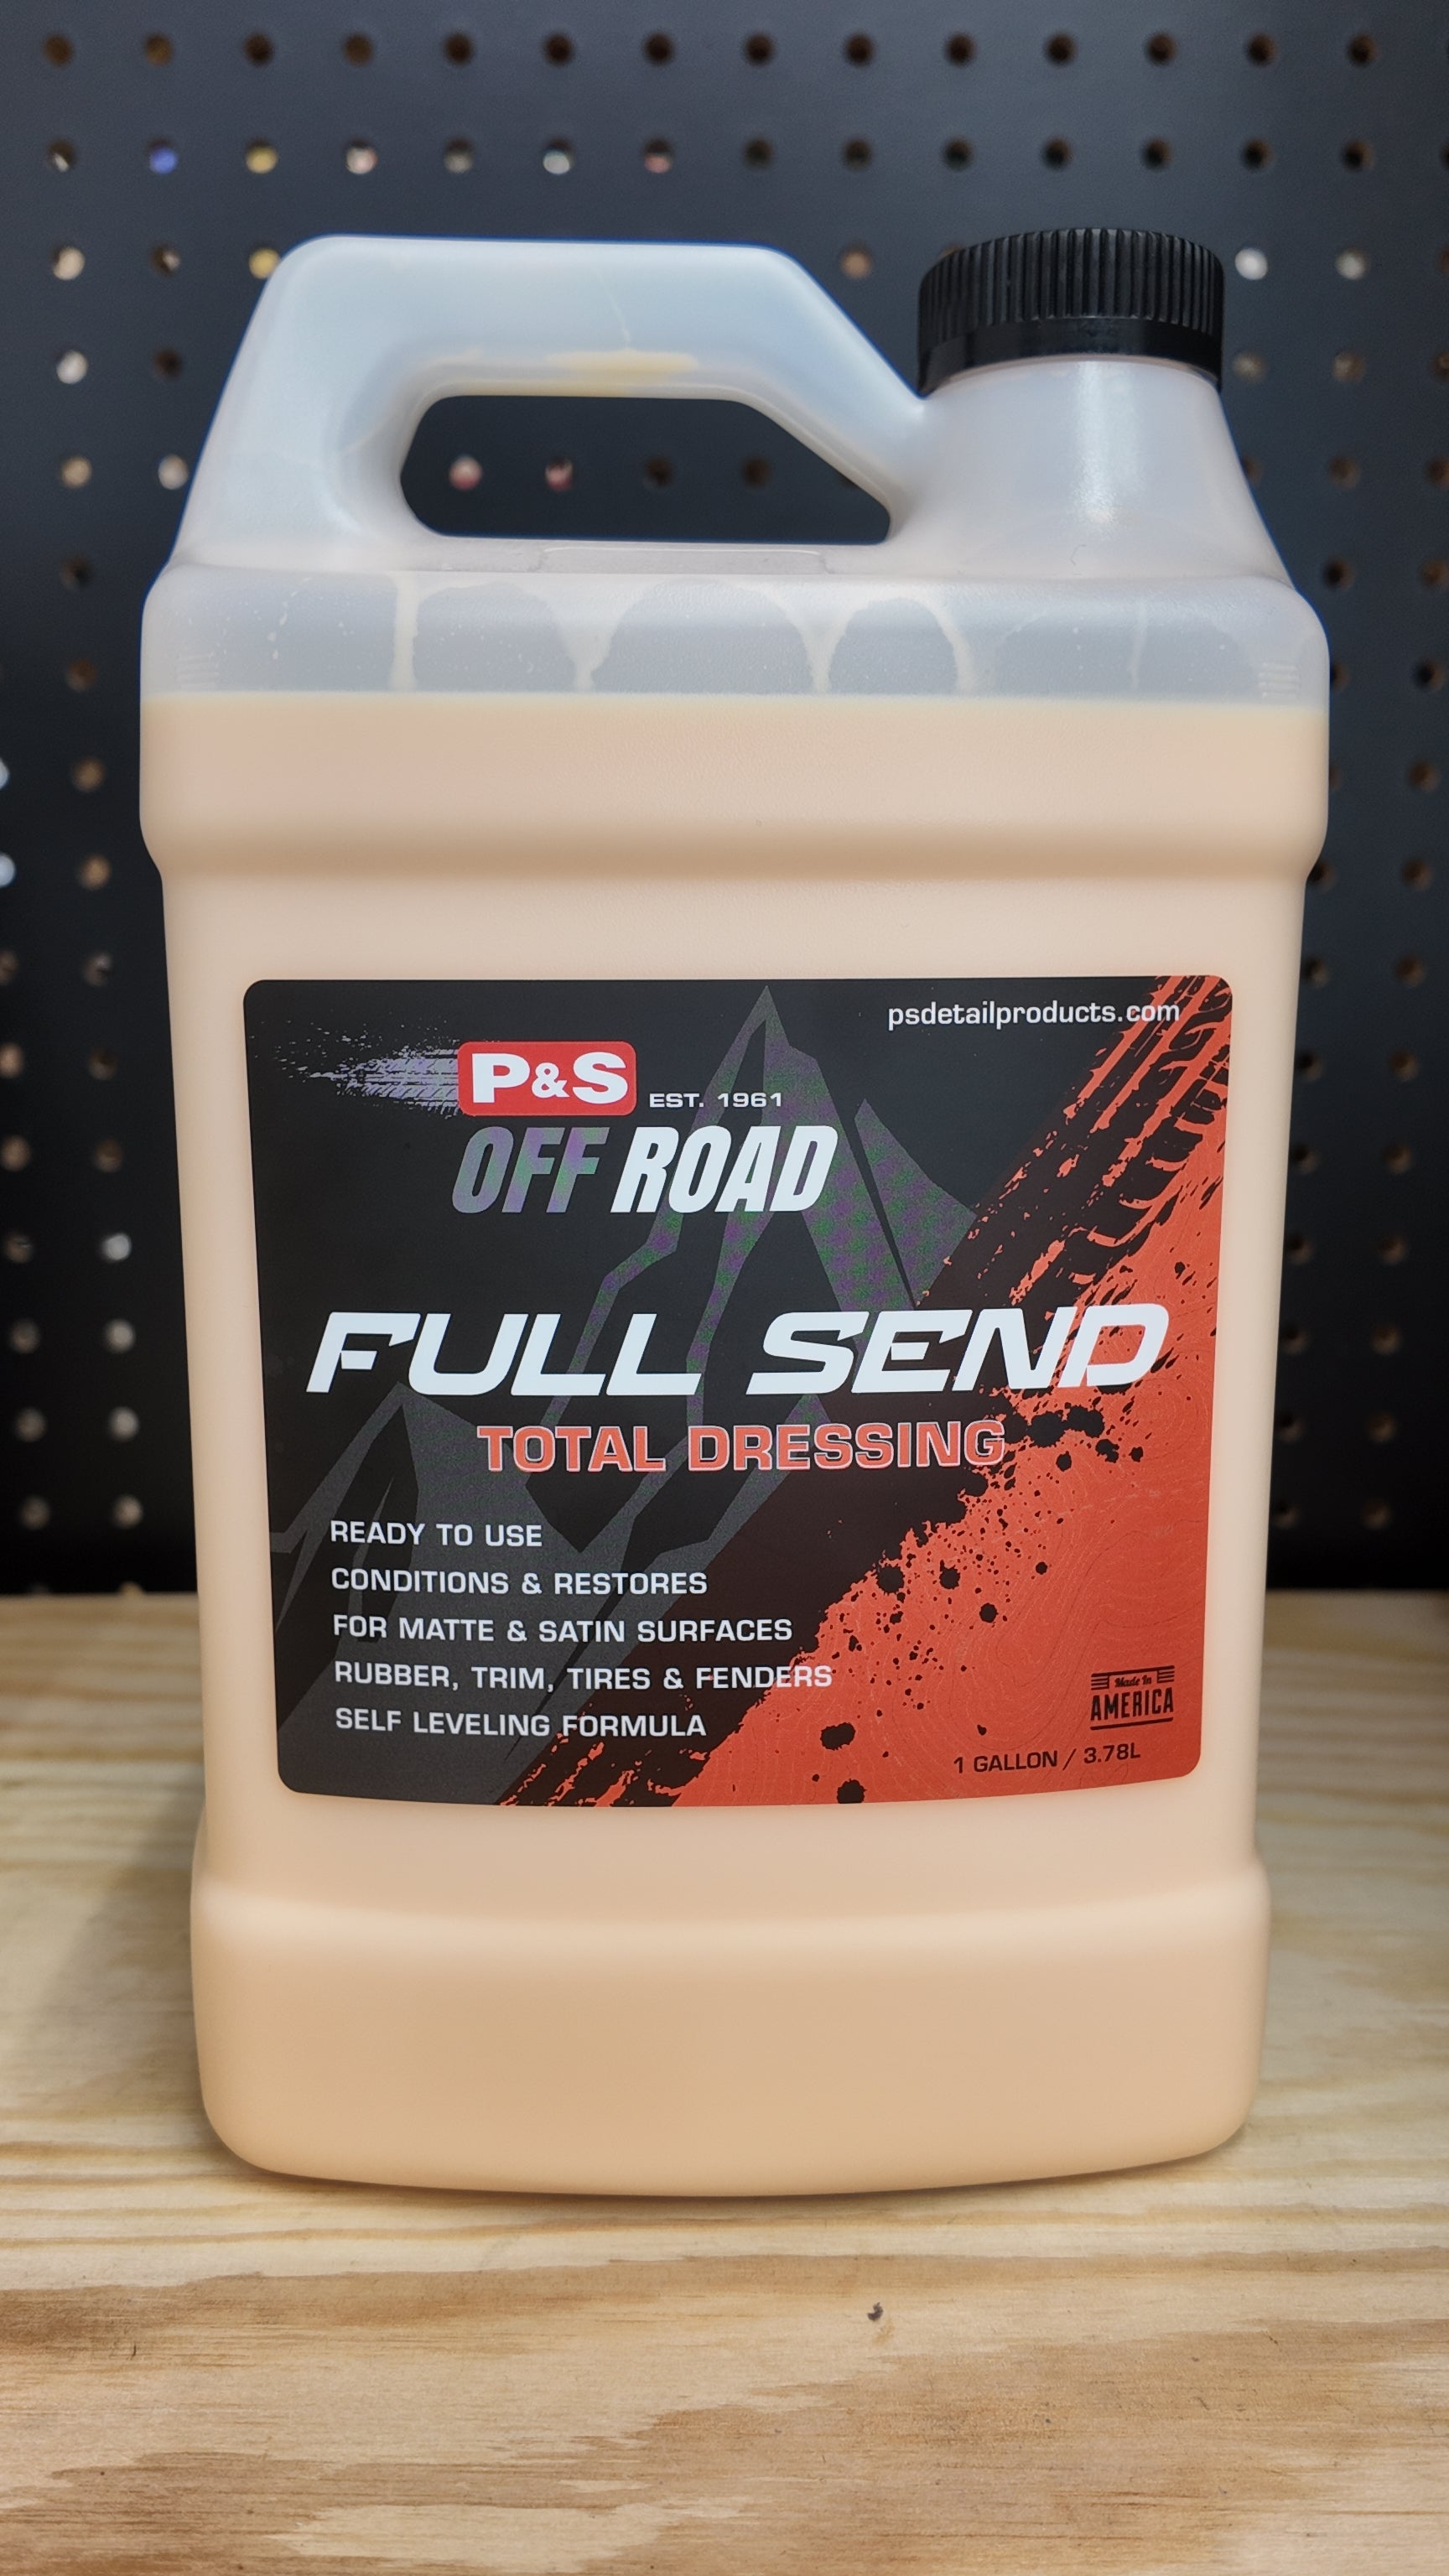 psdetailproducts.com
P&S EST. 1961
OFF ROAD
FULL SEND
TOTAL DRESSING
READY TO USE
CONDITIONS & RESTORES
FOR MATTE & SATIN SURFACES
RUBBER, TRIM, TIRES & FENDERS
SELF LEVELING FORMULA
Made In
AMERICA
1 GALLON / 3.78L